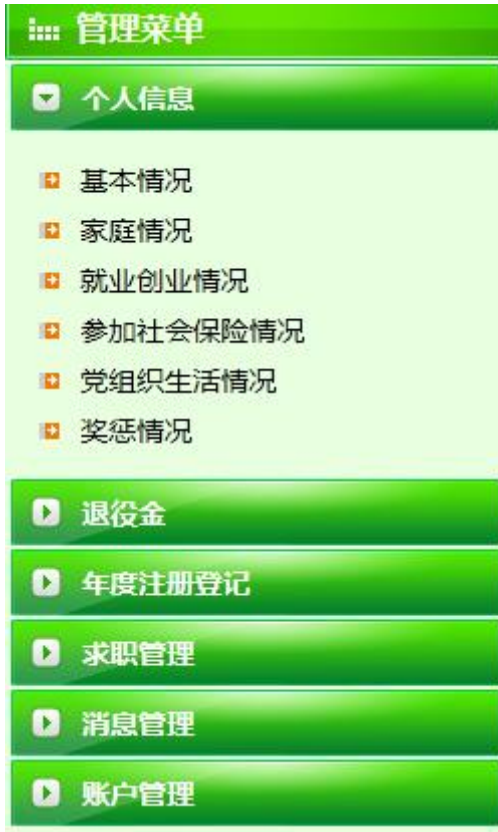 管理菜单
个人信息
基本情况
家庭情况
就业创业情况
参加社会保险情况
党组织生活情况
奖惩情况
退役金
年度注册登记
求职管理
消息管理
账户管理